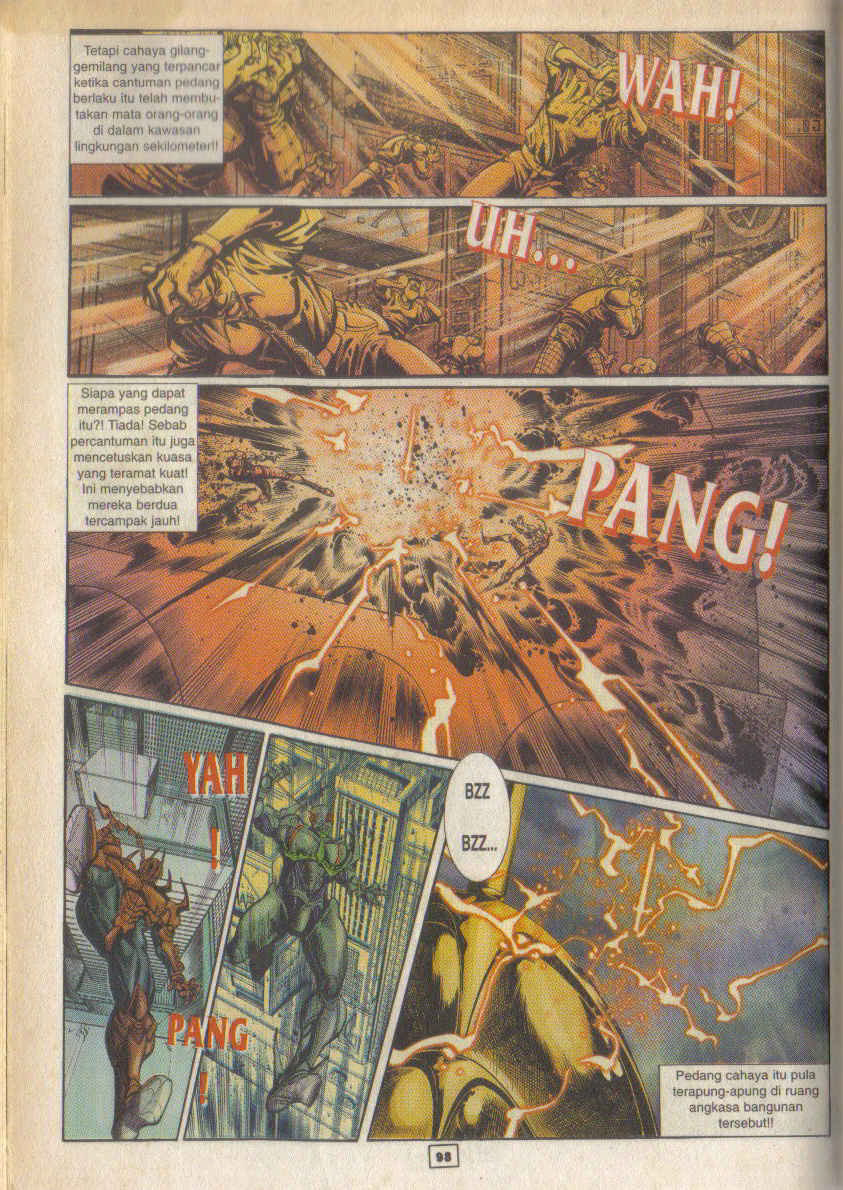 Tetapi cahaya gilang-
gemilang yang terpancar
ketika cantuman pedang
berlaku itu telah membu-
takan mata orang-orang
di dalam kawasan
lingkungan sekilometer!!
WAH!
UH...
Siapa yang dapat
merampas pedang
itu?! Tiada! Sebab
percantuman itu juga
mencetuskan kuasa
yang teramat kuat!
Ini menyebabkan
mereka berdua
tercampak jauh!
PANG!
YAH
!
PANG
!
BZZ
BZZ...
Pedang cahaya itu pula
terapung-apung di ruang
angkasa bangunan
tersebut!!
98